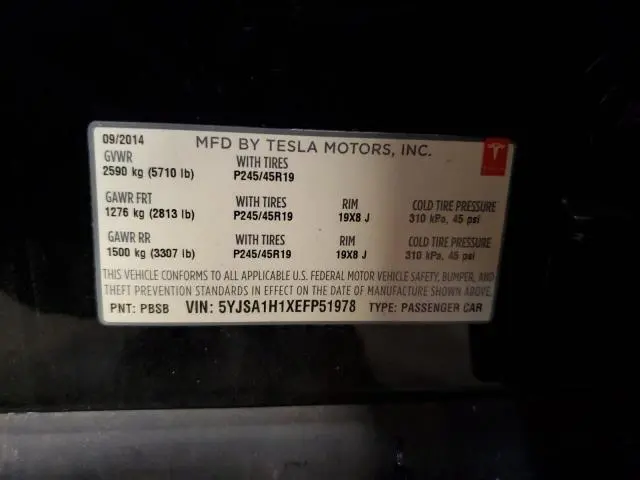 09/2014 MFD BY TESLA MOTORS, INC.
GVWR WITH TIRES
2590 kg (5710 lb) P245/45R19
GAWR FRT WITH TIRES RIM COLD TIRE PRESSURE
1276 kg (2813 lb) P245/45R19 19X8 J 310 kPa, 45 psi
GAWR RR WITH TIRES RIM COLD TIRE PRESSURE
1500 kg (3307 lb) P245/45R19 19X8 J 310 kPa, 45 psi
THIS VEHICLE CONFORMS TO ALL APPLICABLE U.S. FEDERAL MOTOR VEHICLE SAFETY, BUMPER, AND
THEFT PREVENTION STANDARDS IN EFFECT ON THE DATE OF MANUFACTURE SHOWN ABOVE.
PNT: PBSB VIN: 5YJSA1H1XEFP51978 TYPE: PASSENGER CAR